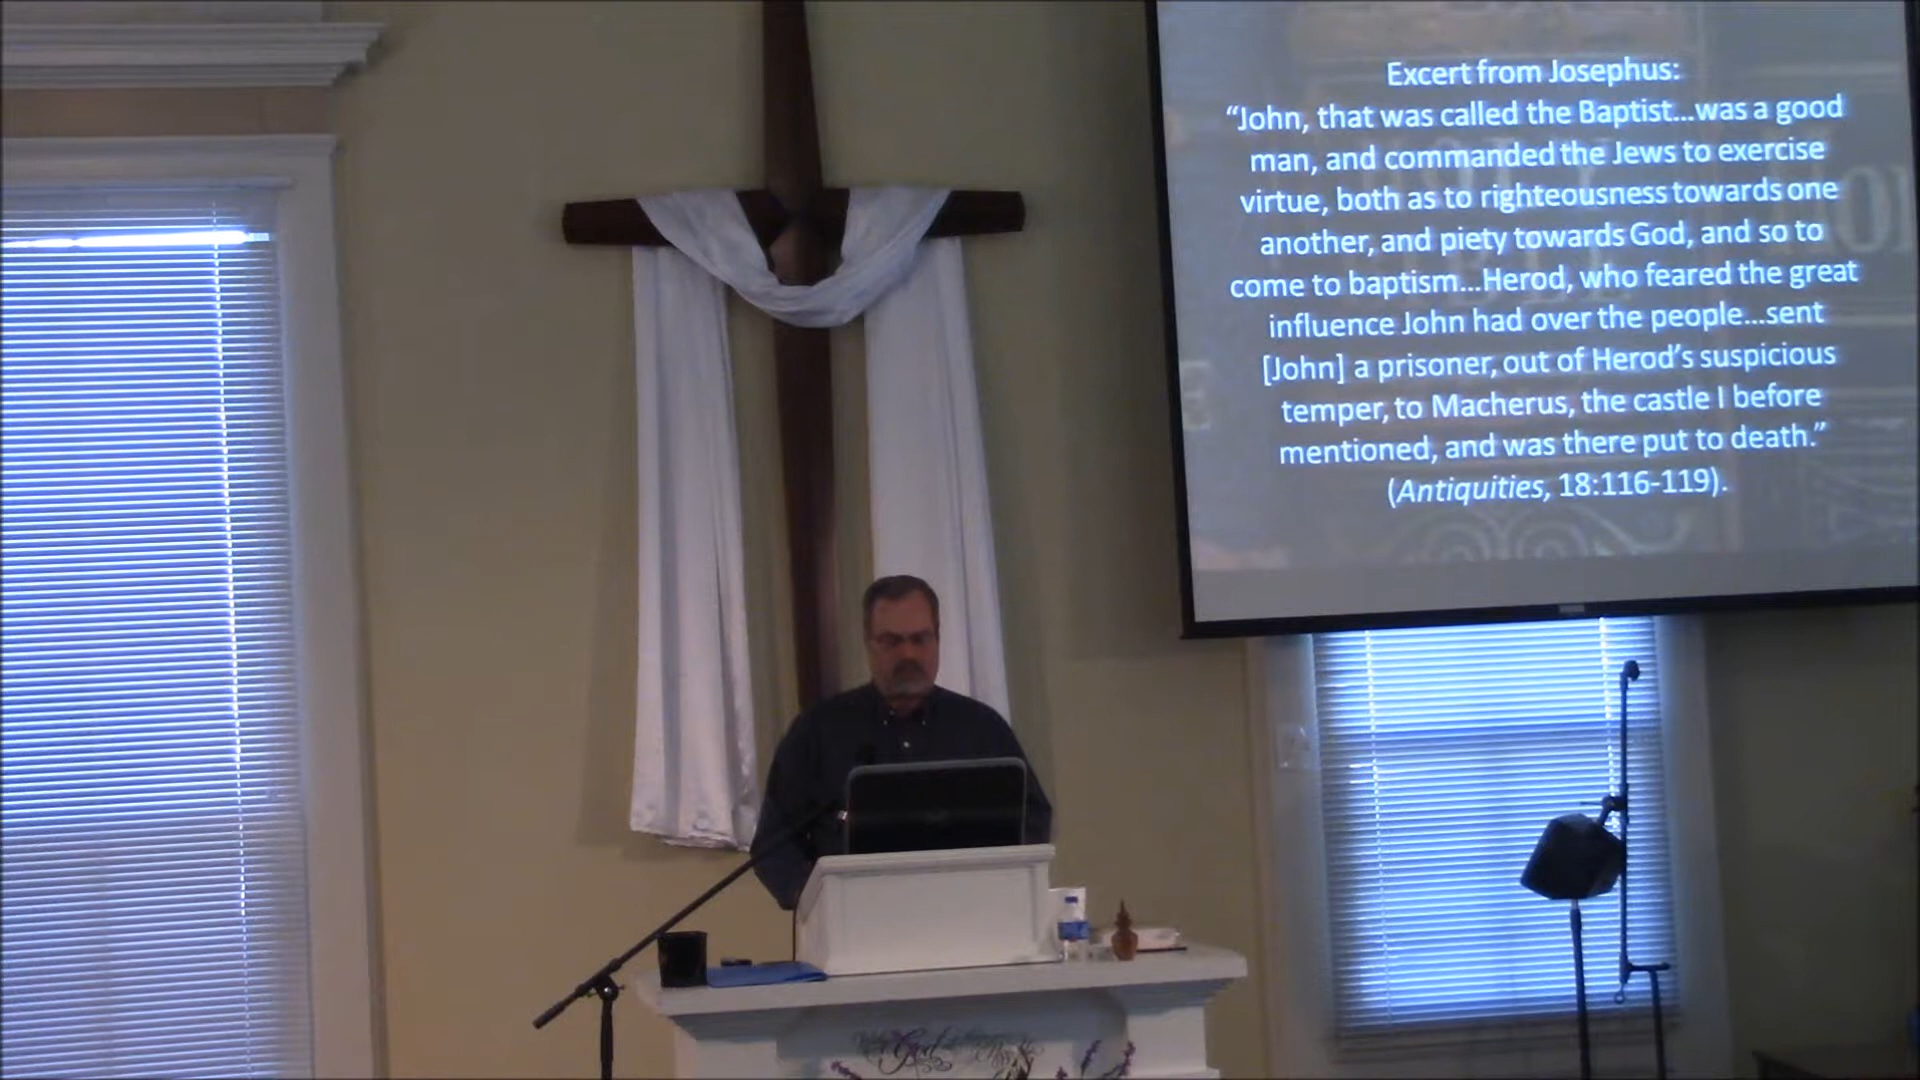 Excert from Josephus:
“John, that was called the Baptist...was a good
man, and commanded the Jews to exercise
virtue, both as to righteousness towards one
another, and piety towards God, and so to
come to baptism...Herod, who feared the great
influence John had over the people...sent
[John] a prisoner, out of Herod’s suspicious
temper, to Macherus, the castle I before
mentioned, and was there put to death.”
(Antiquities, 18:116-119).
God